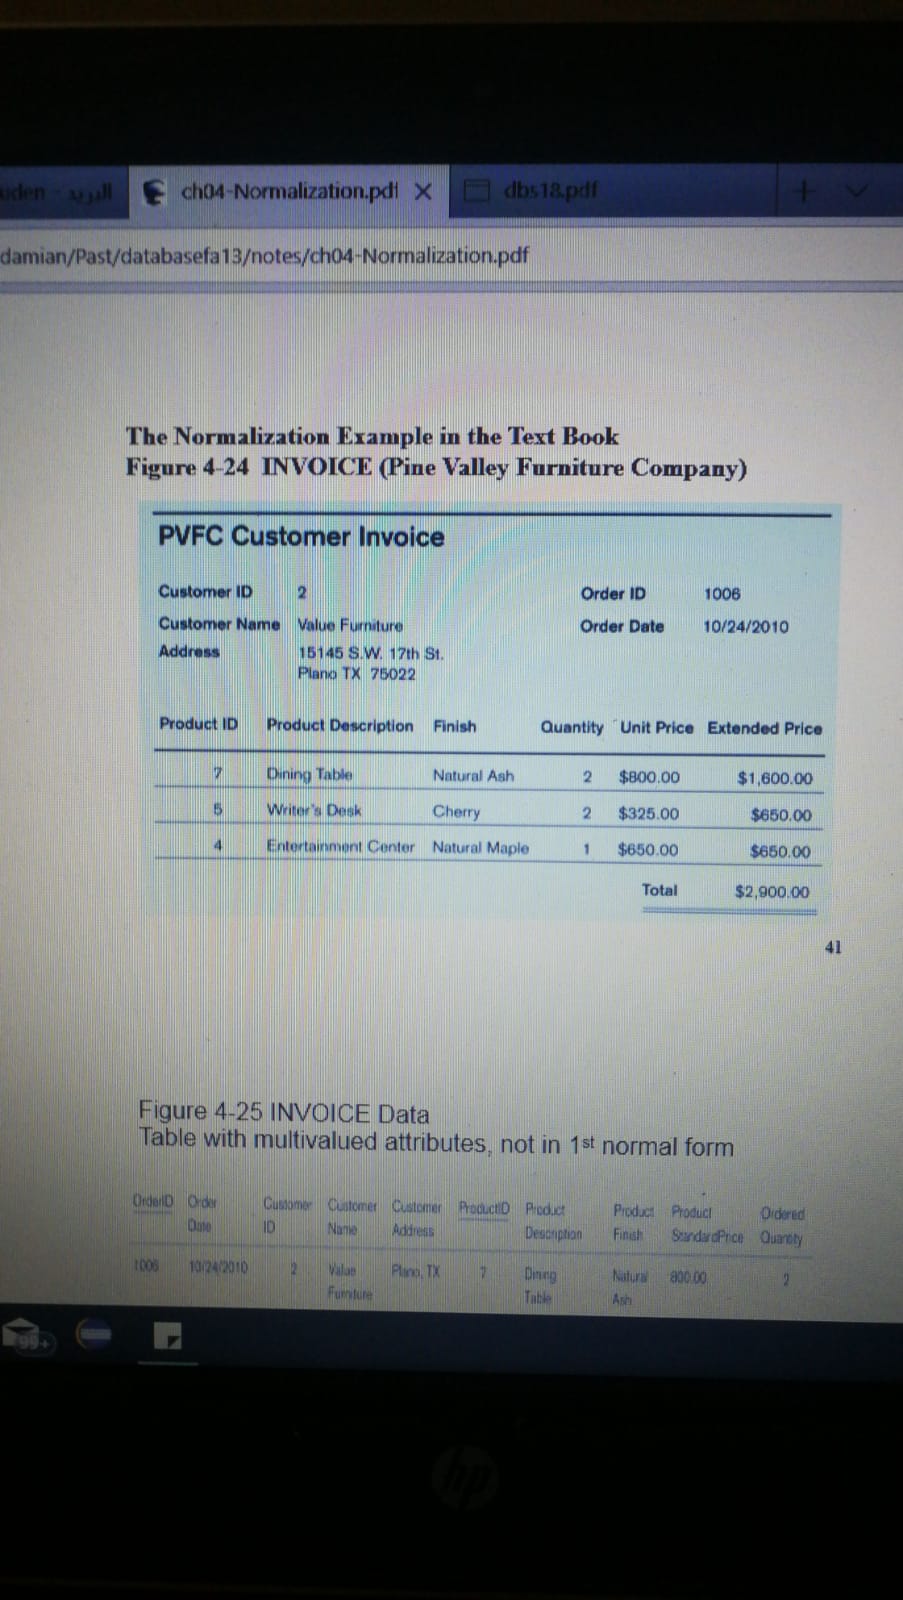 uden - البريد
ch04-Normalization.pdf
dbs18.pdf
damian/Past/databasefa13/notes/ch04-Normalization.pdf
The Normalization Example in the Text Book
Figure 4-24 INVOICE (Pine Valley Furniture Company)
PVFC Customer Invoice
Customer ID 2 Order ID 1006
Customer Name Value Furniture Order Date 10/24/2010
Address 15145 S.W. 17th St.
Plano TX 75022
Product ID Product Description Finish Quantity Unit Price Extended Price
7 Dining Table Natural Ash 2 $800.00 $1,600.00
5 Writer's Desk Cherry 2 $325.00 $650.00
4 Entertainment Center Natural Maple 1 $650.00 $650.00
Total $2,900.00
41
Figure 4-25 INVOICE Data
Table with multivalued attributes, not in 1st normal form
OrderID Order Customer Customer Customer ProductID Product Product Product Ordered
Date ID Name Address Description Finish StandardPrice Quantity
1006 10/24/2010 2 Value Plano, TX 7 Dining Natural 800.00 2
Furniture Table Ash
99+
hp